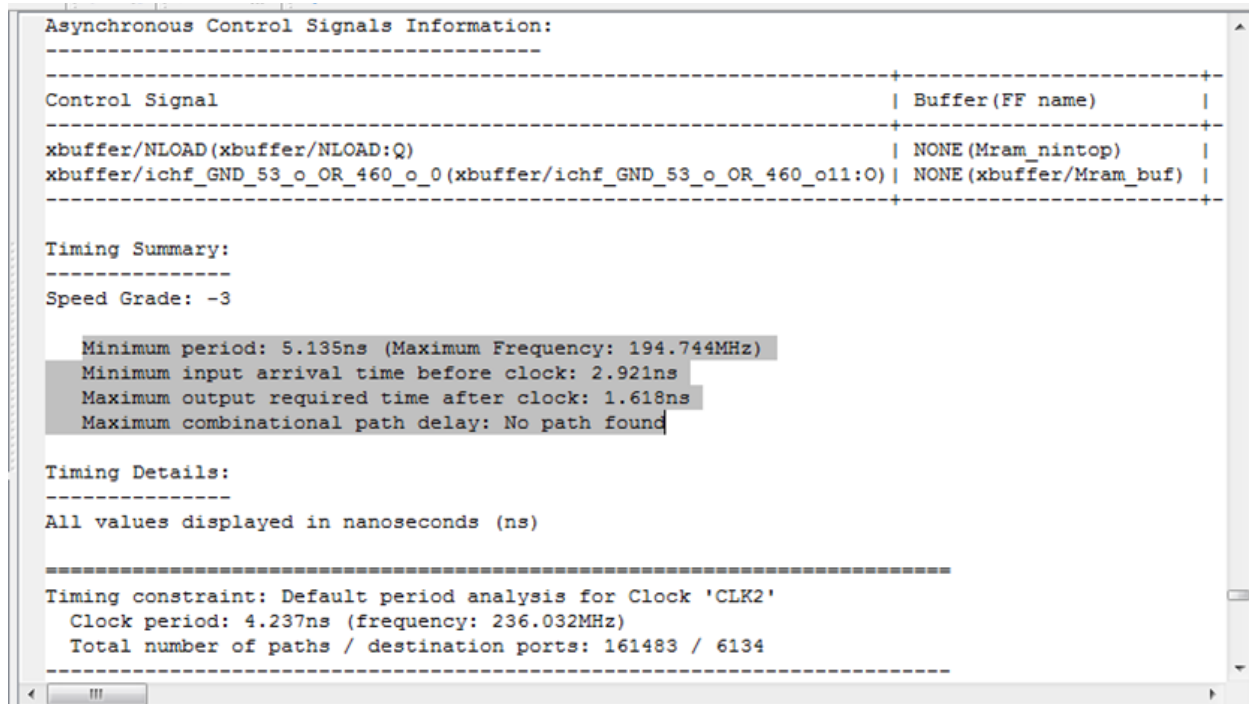 Asynchronous Control Signals Information:
----------------------------------------
--------------------------------------------------------------------+--------------------------+-
Control Signal | Buffer(FF name) |
--------------------------------------------------------------------+--------------------------+-
xbuffer/NLOAD(xbuffer/NLOAD:Q) | NONE(Mram_nintop) |
xbuffer/ichf_GND_53_o_OR_460_o_0(xbuffer/ichf_GND_53_o_OR_460_o11:O)| NONE(xbuffer/Mram_buf) |
--------------------------------------------------------------------+--------------------------+-
Timing Summary:
---------------
Speed Grade: -3
Minimum period: 5.135ns (Maximum Frequency: 194.744MHz)
Minimum input arrival time before clock: 2.921ns
Maximum output required time after clock: 1.618ns
Maximum combinational path delay: No path found
Timing Details:
---------------
All values displayed in nanoseconds (ns)
=========================================================================
Timing constraint: Default period analysis for Clock 'CLK2'
Clock period: 4.237ns (frequency: 236.032MHz)
Total number of paths / destination ports: 161483 / 6134
-------------------------------------------------------------------------